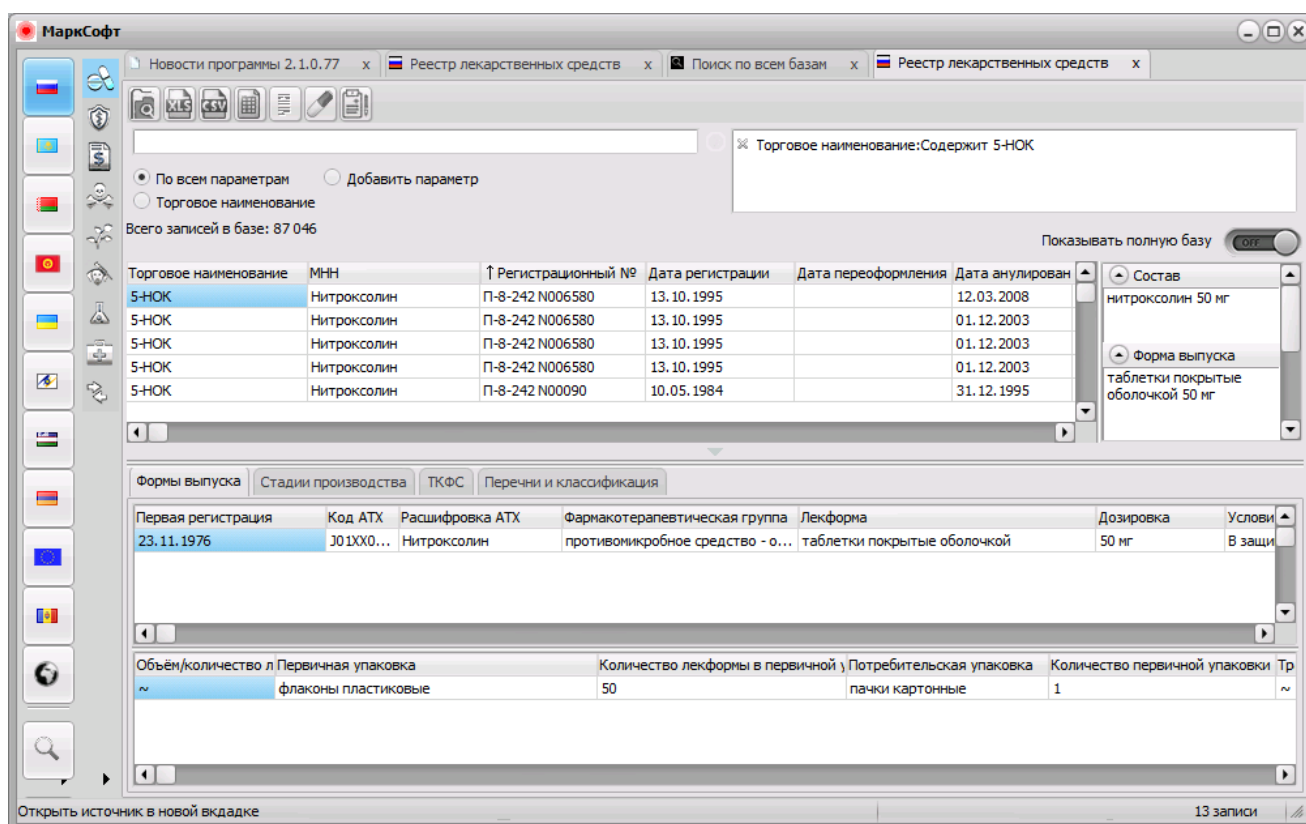 МаркСофт
Новости программы 2.1.0.77 x Реестр лекарственных средств x Поиск по всем базам x Реестр лекарственных средств x
XLS CSV
Торговое наименование:Содержит 5-НОК
По всем параметрам Добавить параметр
Торговое наименование
Всего записей в базе: 87 046
Показывать полную базу OFF
Торговое наименование МНН ↑ Регистрационный № Дата регистрации Дата переоформления Дата анулирован Состав
5-НОК Нитроксолин П-8-242 N006580 13.10.1995 12.03.2008 нитроксолин 50 мг
5-НОК Нитроксолин П-8-242 N006580 13.10.1995 01.12.2003
5-НОК Нитроксолин П-8-242 N006580 13.10.1995 01.12.2003 Форма выпуска
5-НОК Нитроксолин П-8-242 N006580 13.10.1995 01.12.2003 таблетки покрытые
5-НОК Нитроксолин П-8-242 N00090 10.05.1984 31.12.1995 оболочкой 50 мг
Формы выпуска Стадии производства ТКФС Перечни и классификация
Первая регистрация Код АТХ Расшифровка АТХ Фармакотерапевтическая группа Лекформа Дозировка Услови
23.11.1976 J01XX0... Нитроксолин противомикробное средство - о... таблетки покрытые оболочкой 50 мг В защи
Объём/количество л Первичная упаковка Количество лекформы в первичной у Потребительская упаковка Количество первичной упаковки Тр
~ флаконы пластиковые 50 пачки картонные 1 ~
Открыть источник в новой вкдадке 13 записи